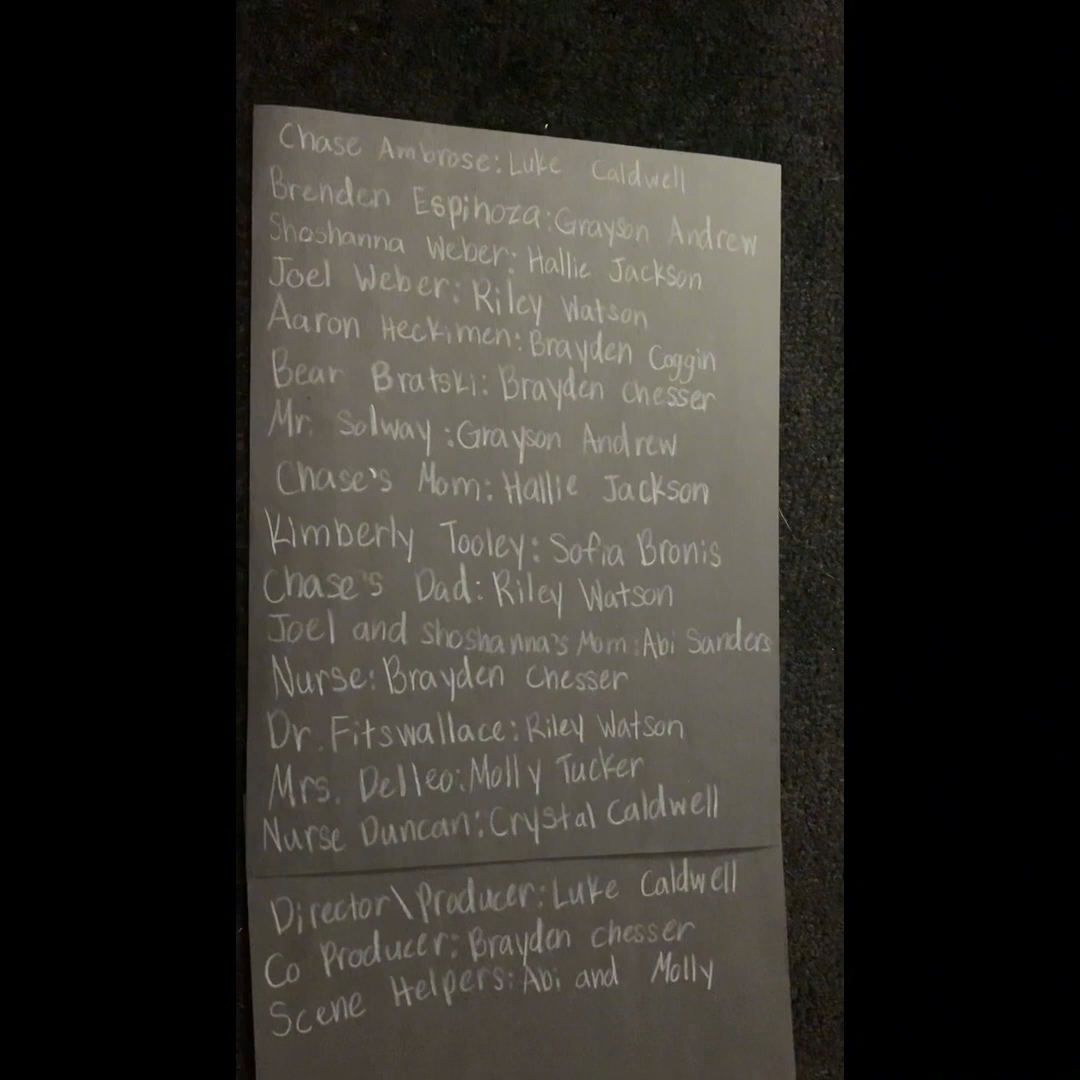 Chase Ambrose: Luke Caldwell
Brenden Espihoza: Grayson Andrew
Shoshanna Weber: Hallie Jackson
Joel Weber: Riley Watson
Aaron Heckimen: Brayden Coggin
Bear Bratski: Brayden chesser
Mr. Solway: Grayson Andrew
Chase's Mom: Hallie Jackson
Kimberly Tooley: Sofia Bronis
Chase's Dad: Riley Watson
Joel and shoshanna's Mom: Abi Sanders
Nurse: Brayden chesser
Dr. Fitswallace: Riley Watson
Mrs. Delleo: Molly Tucker
Nurse Duncan: Crystal Caldwell
Director\Producer: Luke Caldwell
Co Producer: Brayden chesser
Scene Helpers: Abi and Molly